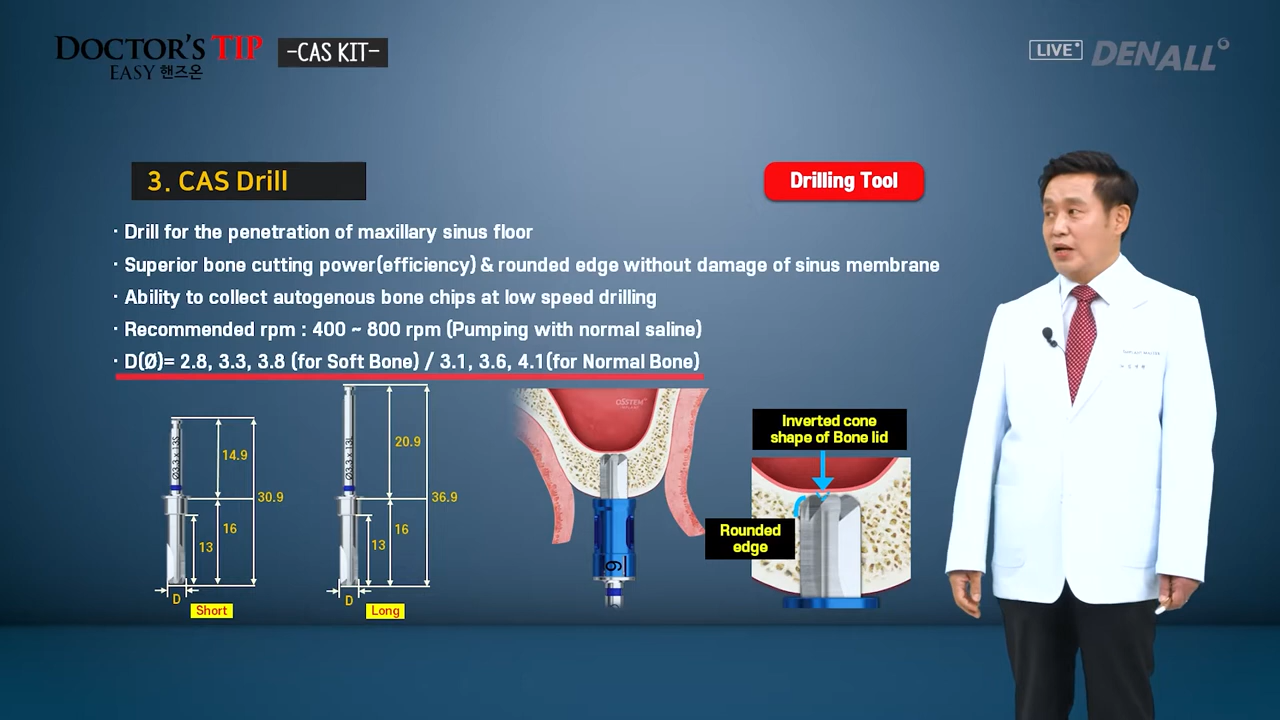 DOCTOR'S TIP
EASY 핸즈온
-CAS KIT-
LIVE
DENALL
3. CAS Drill
Drilling Tool
· Drill for the penetration of maxillary sinus floor
· Superior bone cutting power(efficiency) & rounded edge without damage of sinus membrane
· Ability to collect autogenous bone chips at low speed drilling
· Recommended rpm : 400 ~ 800 rpm (Pumping with normal saline)
· D(Ø)= 2.8, 3.3, 3.8 (for Soft Bone) / 3.1, 3.6, 4.1(for Normal Bone)
14.9
30.9
16
13
D
Short
Ø3.3x13L
20.9
36.9
16
13
D
Long
OSSTEM
9
Inverted cone
shape of Bone lid
Rounded
edge